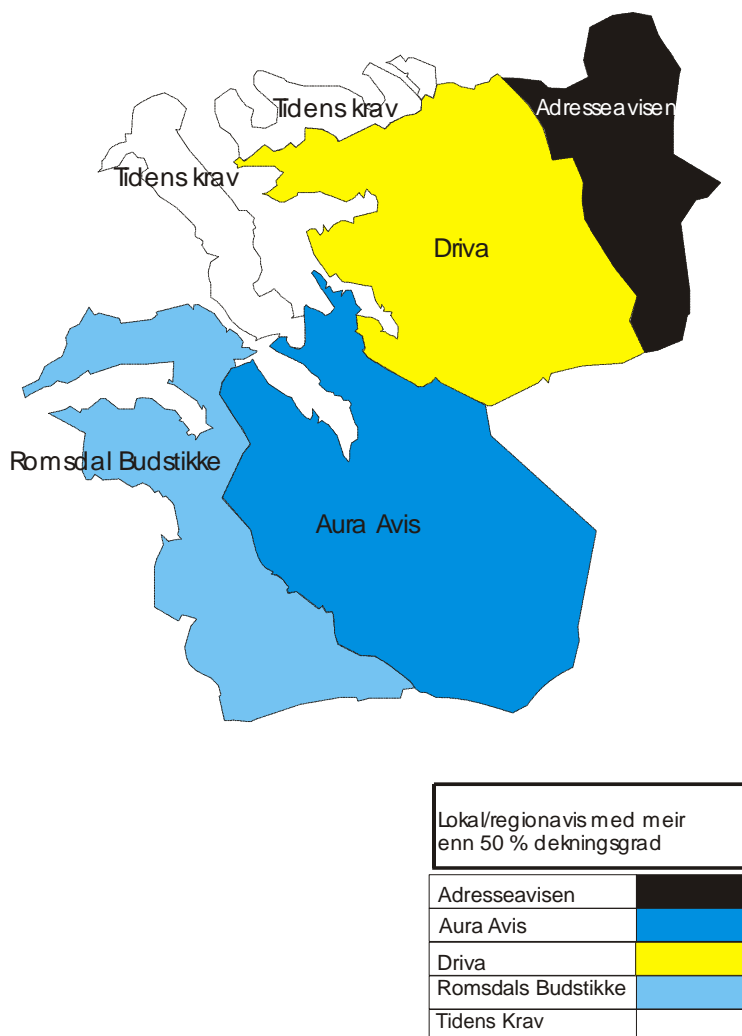 Tidens krav
Adresseavisen
Tidens krav
Driva
Romsdal Budstikke
Aura Avis
Lokal/regionavis med meir
enn 50 % dekningsgrad
Adresseavisen
Aura Avis
Driva
Romsdals Budstikke
Tidens Krav